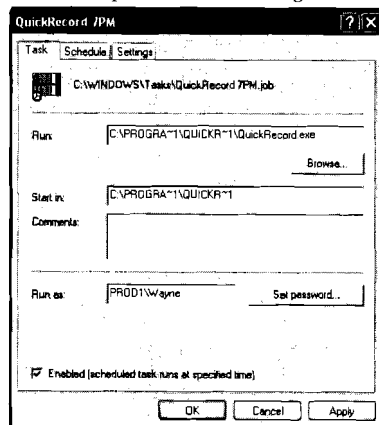 QuickRecord 7PM
Task Schedule Settings
C:\WINDOWS\Tasks\QuickRecord 7PM.job
Run: C:\PROGRA~1\QUICKR~1\QuickRecord.exe
Browse...
Start in: C:\PROGRA~1\QUICKR~1
Comments:
Run as: PROD1\Wayne Set password...
Enabled (scheduled task runs at specified time)
OK Cancel Apply